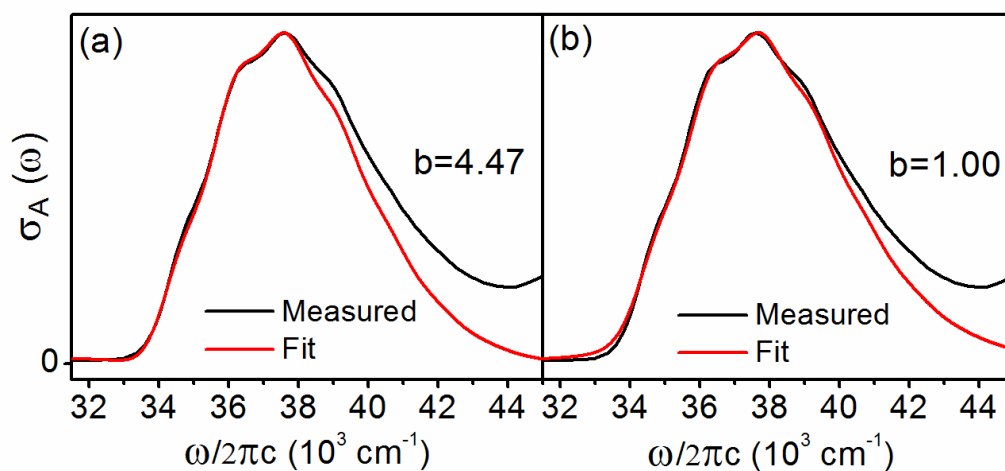 (a)
b=4.47
Measured
Fit
σA (ω)
0
32 34 36 38 40 42 44
ω/2πc (10³ cm⁻¹)
(b)
b=1.00
Measured
Fit
32 34 36 38 40 42 44
ω/2πc (10³ cm⁻¹)